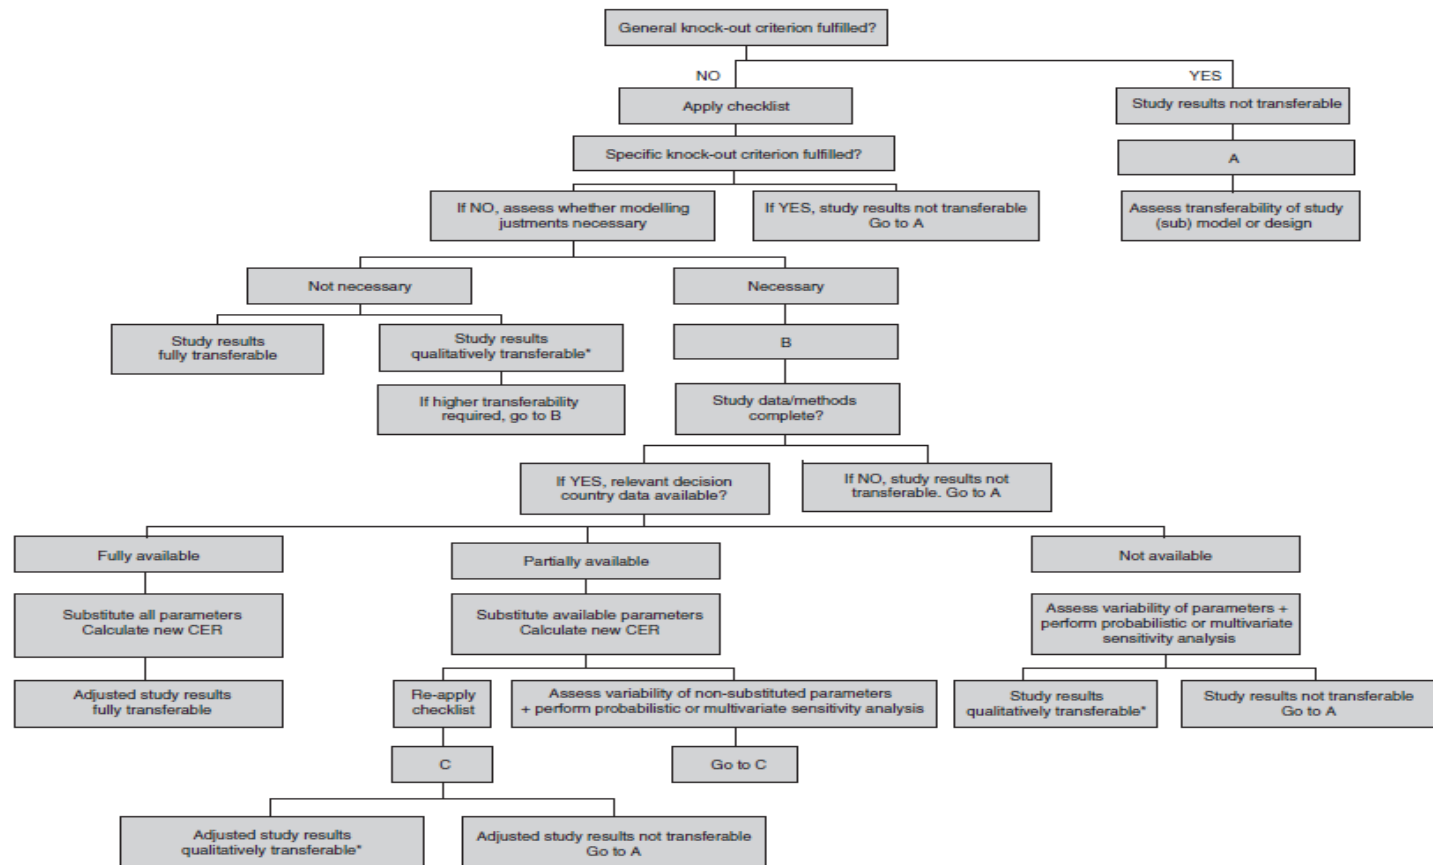 General knock-out criterion fulfilled?
NO
YES
Apply checklist
Study results not transferable
Specific knock-out criterion fulfilled?
A
If NO, assess whether modelling
justments necessary
If YES, study results not transferable
Go to A
Assess transferability of study
(sub) model or design
Not necessary
Necessary
Study results
fully transferable
Study results
qualitatively transferable*
B
If higher transferability
required, go to B
Study data/methods
complete?
If YES, relevant decision
country data available?
If NO, study results not
transferable. Go to A
Fully available
Partially available
Not available
Substitute all parameters
Calculate new CER
Substitute available parameters
Calculate new CER
Assess variability of parameters +
perform probabilistic or multivariate
sensitivity analysis
Adjusted study results
fully transferable
Re-apply
checklist
Assess variability of non-substituted parameters
+ perform probabilistic or multivariate sensitivity analysis
Study results
qualitatively transferable*
Study results not transferable
Go to A
C
Go to C
Adjusted study results
qualitatively transferable*
Adjusted study results not transferable
Go to A